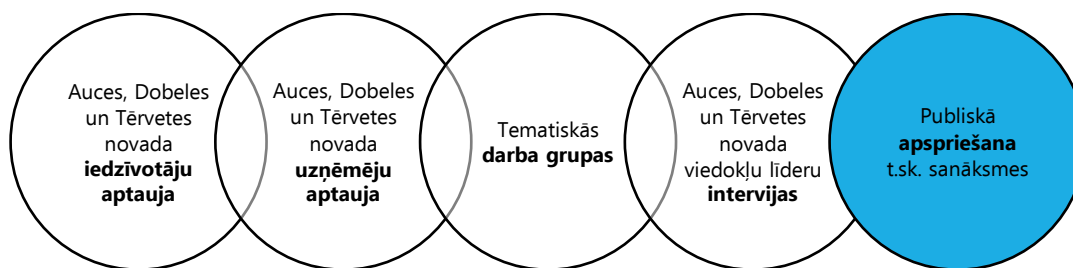 Auces, Dobeles
un Tērvetes
novada
iedzīvotāju
aptauja
Auces, Dobeles
un Tērvetes
novada
uzņēmēju
aptauja
Tematiskās
darba grupas
Auces, Dobeles
un Tērvetes
novada
viedokļu līderu
intervijas
Publiskā
apspriešana
t.sk. sanāksmes